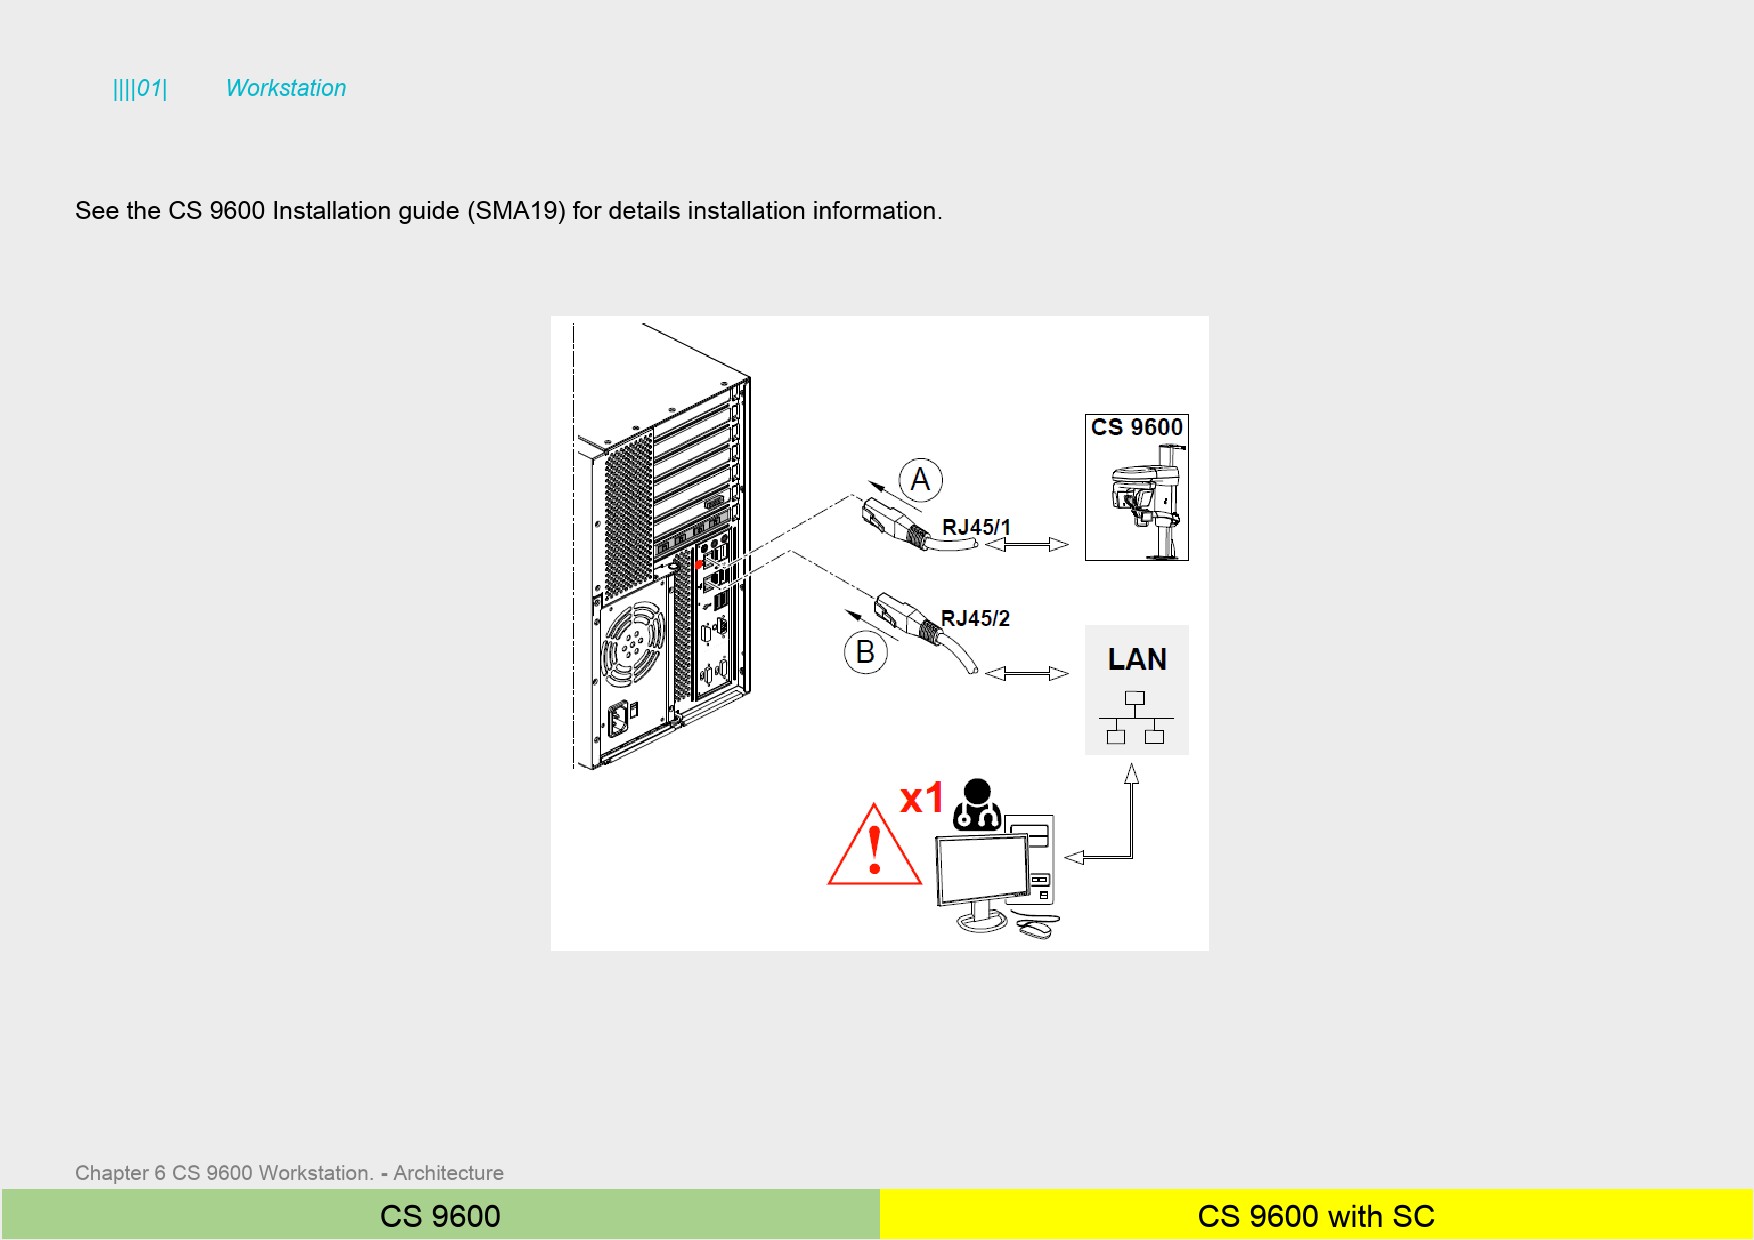 ||||01| Workstation
See the CS 9600 Installation guide (SMA19) for details installation information.
CS 9600
A
RJ45/1
RJ45/2
B
LAN
x1
!
Chapter 6 CS 9600 Workstation. - Architecture
CS 9600 CS 9600 with SC